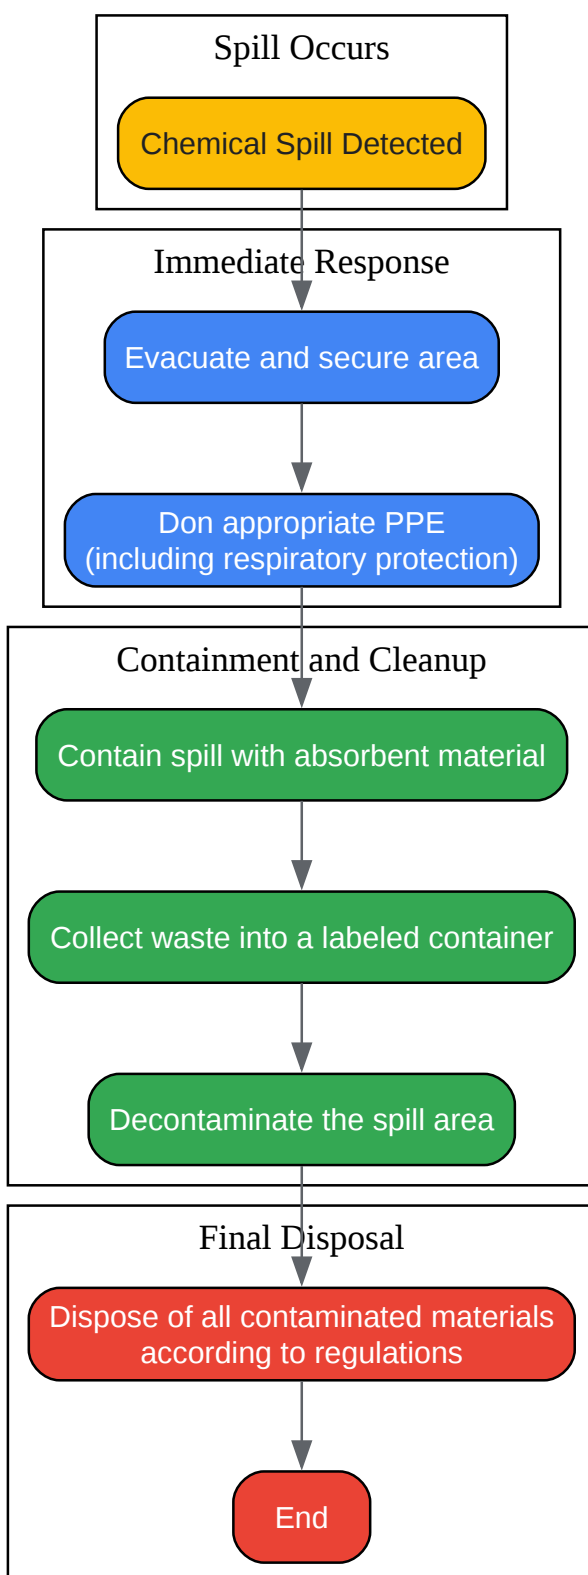 Spill Occurs
Chemical Spill Detected
Immediate Response
Evacuate and secure area
Don appropriate PPE
(including respiratory protection)
Containment and Cleanup
Contain spill with absorbent material
Collect waste into a labeled container
Decontaminate the spill area
Final Disposal
Dispose of all contaminated materials
according to regulations
End